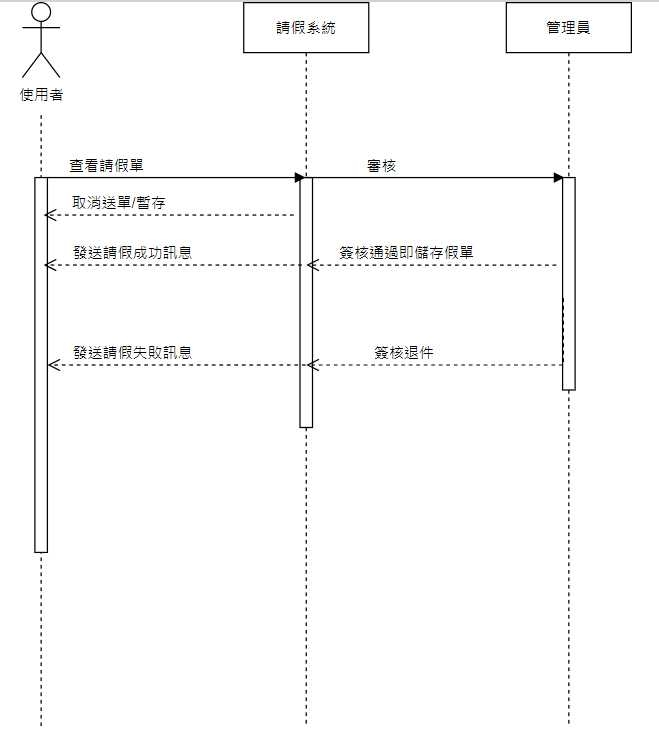 請假系統
管理員
使用者
查看請假單
審核
取消送單/暫存
發送請假成功訊息
簽核通過即儲存假單
發送請假失敗訊息
簽核退件